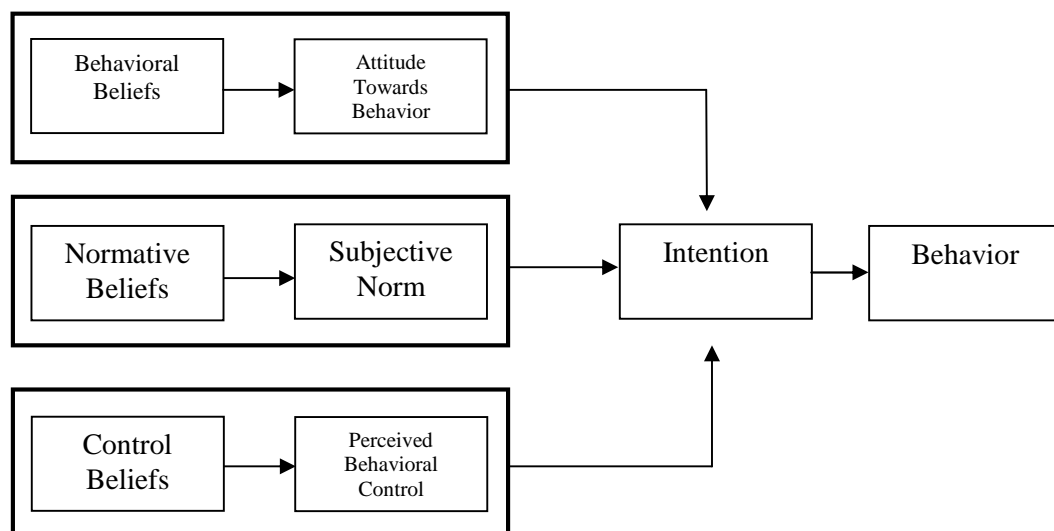 Behavioral
Beliefs
Attitude
Towards
Behavior
Normative
Beliefs
Subjective
Norm
Intention
Behavior
Control
Beliefs
Perceived
Behavioral
Control